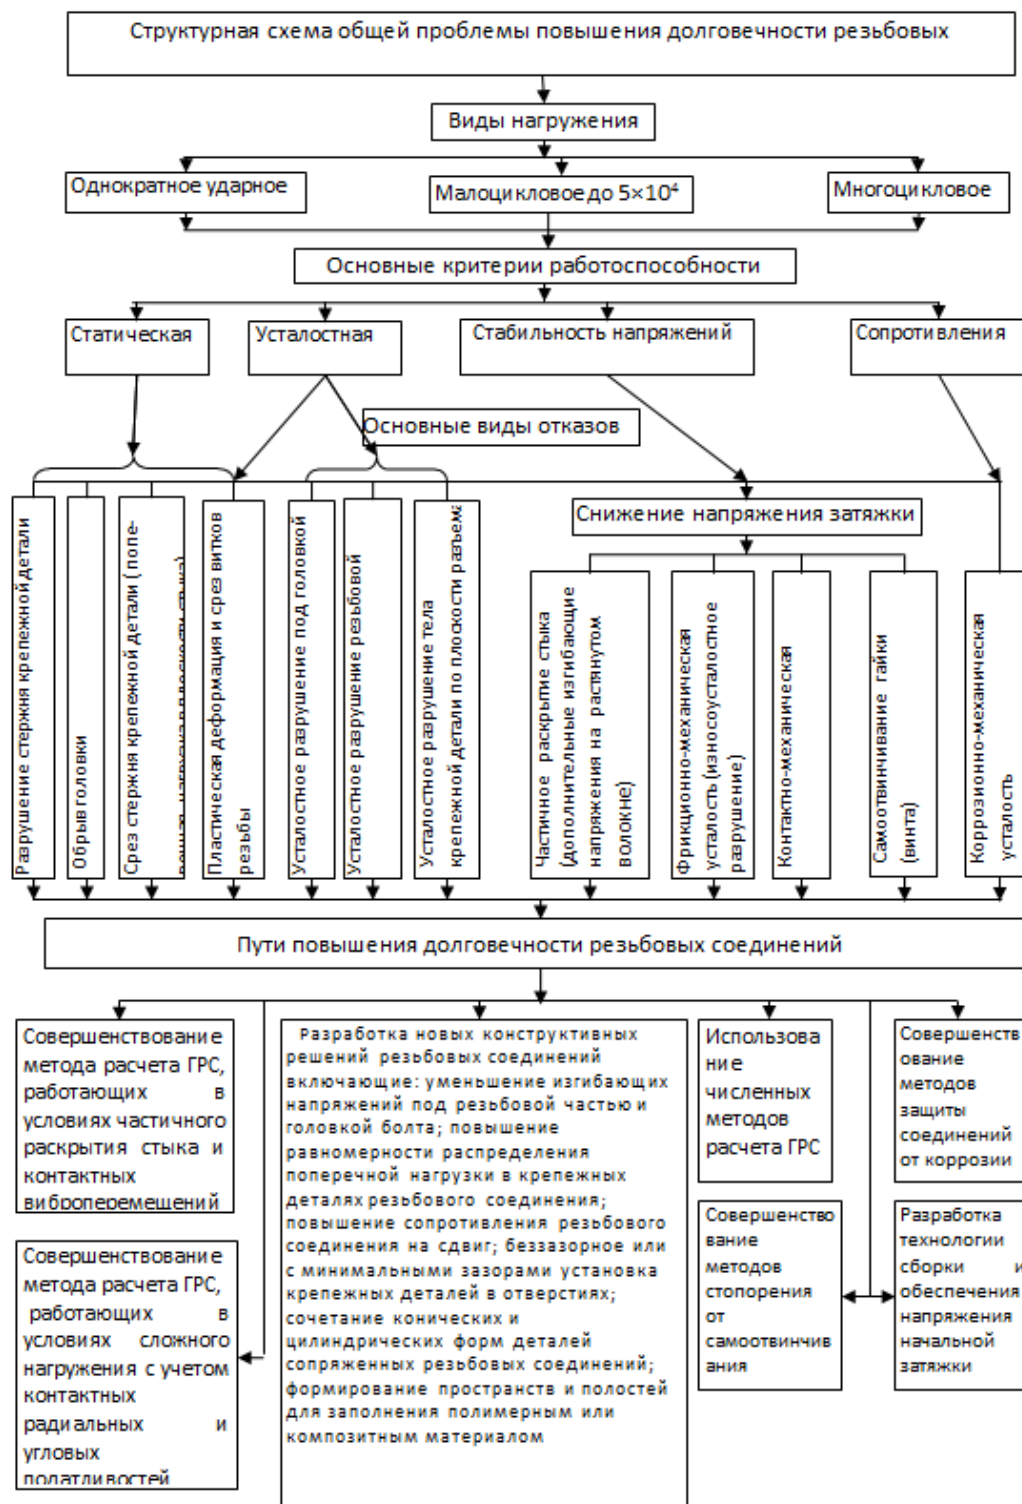 Структурная схема общей проблемы повышения долговечности резьбовых
Виды нагружения
Однократное ударное
Малоцикловое до 5×10⁴
Многоцикловое
Основные критерии работоспособности
Статическая
Усталостная
Стабильность напряжений
Сопротивления
Основные виды отказов
Снижение напряжения затяжки
Разрушение стержня крепежной детали
Обрыв головки
Срез стержня крепежной детали (попе-
Пластическая деформация и срез витков
резьбы
Усталостное разрушение под головкой
Усталостное разрушение резьбовой
Усталостное разрушение тела
крепежной детали по плоскости разъема
Частичное раскрытие стыка
(дополнительные изгибающие
напряжения на растянутом
волокне)
Фрикционно-механическая
усталость (износоусталостное
разрушение)
Контактно-механическая
Самоотвинчивание гайки
(винта)
Коррозионно-механическая
усталость
Пути повышения долговечности резьбовых соединений
Совершенствование
метода расчета ГРС,
работающих в
условиях частичного
раскрытия стыка и
контактных
виброперемещений
Разработка новых конструктивных
решений резьбовых соединений
включающие: уменьшение изгибающих
напряжений под резьбовой частью и
головкой болта; повышение
равномерности распределения
поперечной нагрузки в крепежных
деталях резьбового соединения;
повышение сопротивления резьбового
соединения на сдвиг; беззазорное или
с минимальными зазорами установка
крепежных деталей в отверстиях;
сочетание конических и
цилиндрических форм деталей
сопряженных резьбовых соединений;
формирование пространств и полостей
для заполнения полимерным или
композитным материалом
Использова
ние
численных
методов
расчета ГРС
Совершенств
ование
методов
защиты
соединений
от коррозии
Совершенствование
метода расчета ГРС,
работающих в
условиях сложного
нагружения с учетом
контактных
радиальных и
угловых
податливостей
Совершенство
вание
методов
стопорения
от
самоотвинчив
ания
Разработка
технологии
сборки и
обеспечения
напряжения
начальной
затяжки